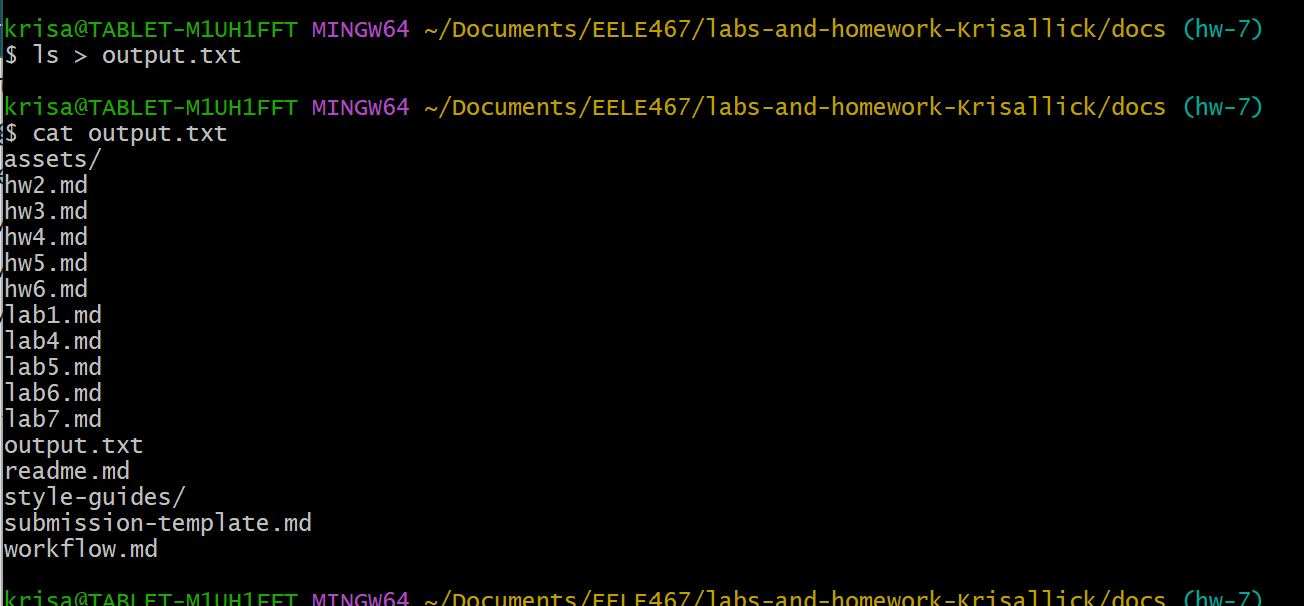 krisa@TABLET-M1UH1FFT MINGW64 ~/Documents/EELE467/labs-and-homework-Krisallick/docs (hw-7)
$ ls > output.txt
krisa@TABLET-M1UH1FFT MINGW64 ~/Documents/EELE467/labs-and-homework-Krisallick/docs (hw-7)
$ cat output.txt
assets/
hw2.md
hw3.md
hw4.md
hw5.md
hw6.md
lab1.md
lab4.md
lab5.md
lab6.md
lab7.md
output.txt
readme.md
style-guides/
submission-template.md
workflow.md
krisa@TABLET-M1UH1FFT MINGW64 ~/Documents/EELE467/labs-and-homework-Krisallick/docs (hw-7)